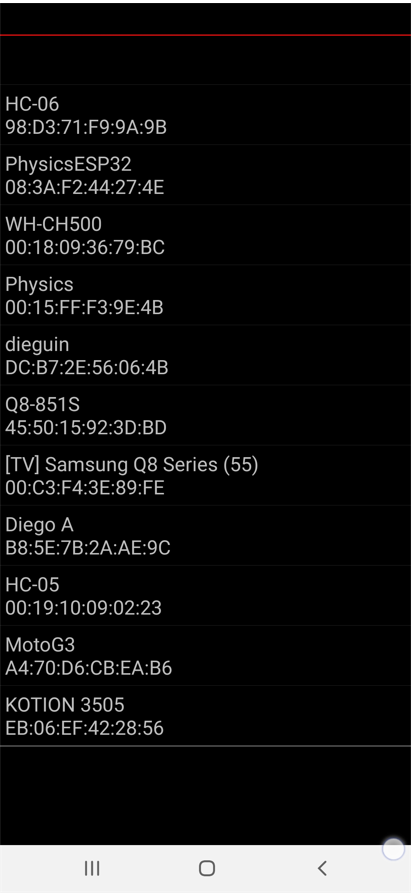 HC-06
98:D3:71:F9:9A:9B
PhysicsESP32
08:3A:F2:44:27:4E
WH-CH500
00:18:09:36:79:BC
Physics
00:15:FF:F3:9E:4B
dieguin
DC:B7:2E:56:06:4B
Q8-851S
45:50:15:92:3D:BD
[TV] Samsung Q8 Series (55)
00:C3:F4:3E:89:FE
Diego A
B8:5E:7B:2A:AE:9C
HC-05
00:19:10:09:02:23
MotoG3
A4:70:D6:CB:EA:B6
KOTION 3505
EB:06:EF:42:28:56